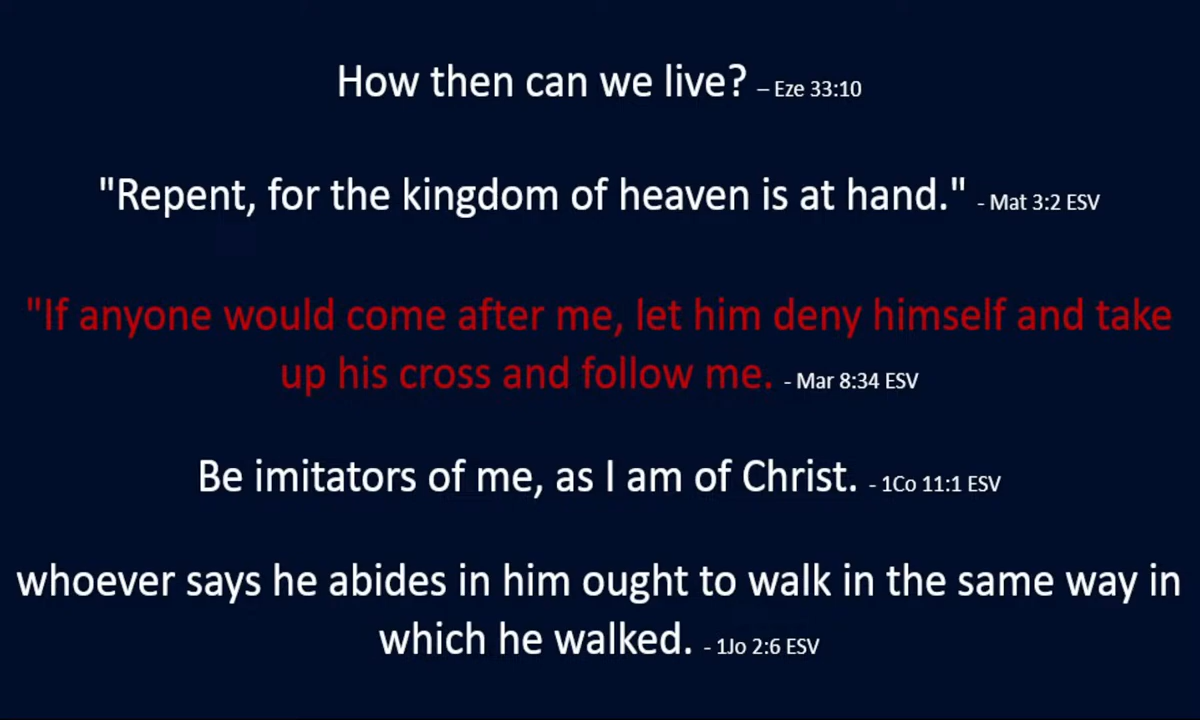 How then can we live? – Eze 33:10
"Repent, for the kingdom of heaven is at hand." - Mat 3:2 ESV
"If anyone would come after me, let him deny himself and take
up his cross and follow me. - Mar 8:34 ESV
Be imitators of me, as I am of Christ. - 1Co 11:1 ESV
whoever says he abides in him ought to walk in the same way in
which he walked. - 1Jo 2:6 ESV